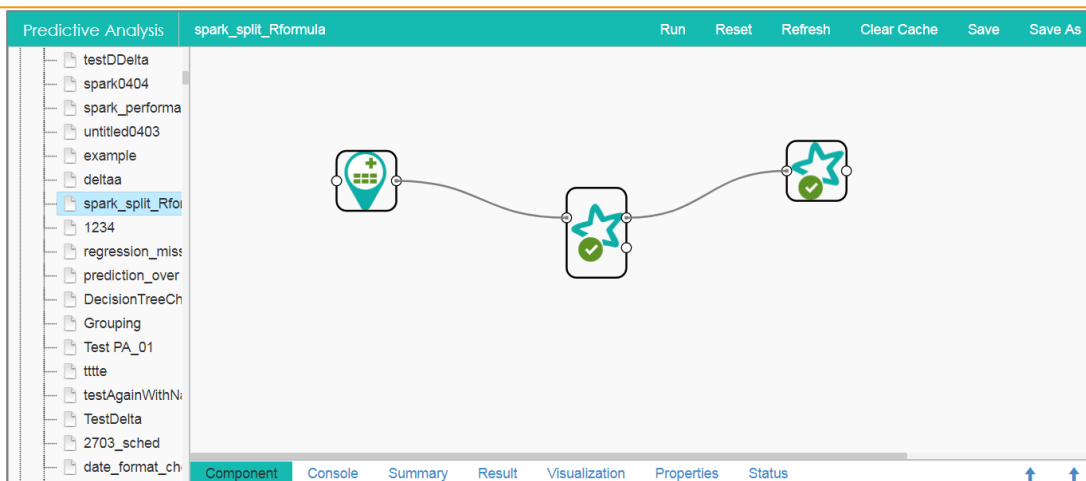 Predictive Analysis spark_split_Rformula Run Reset Refresh Clear Cache Save Save As
testDDelta
spark0404
spark_performa
untitled0403
example
deltaa
spark_split_Rfor
1234
regression_miss
prediction_over
DecisionTreeCh
Grouping
Test PA_01
tttte
testAgainWithNa
TestDelta
2703_sched
date_format_ch
Component Console Summary Result Visualization Properties Status